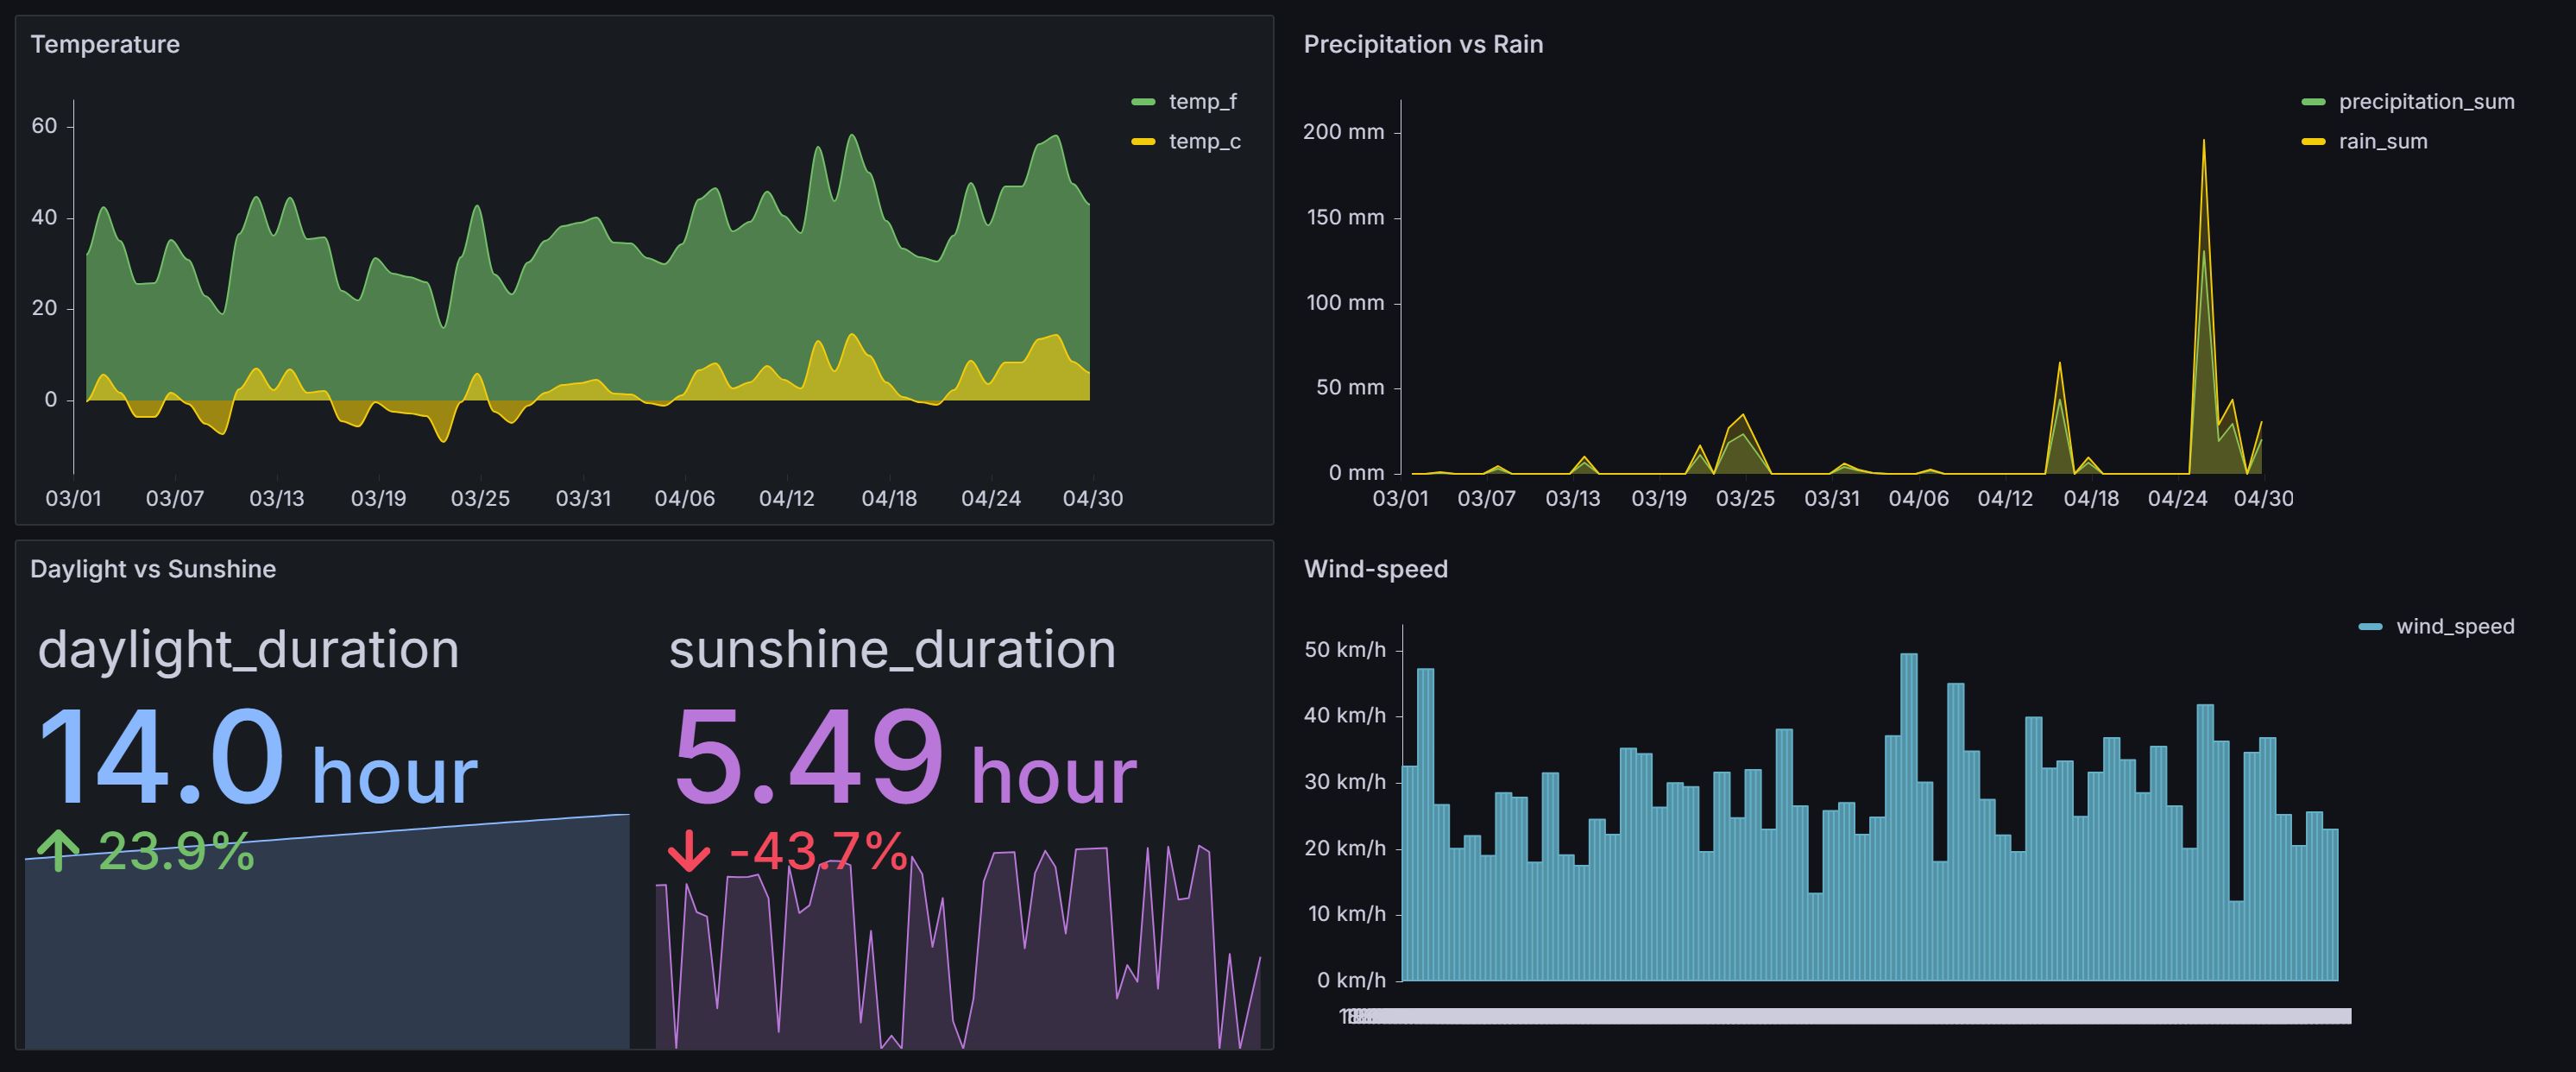 Temperature
temp_f
temp_c
60
40
20
0
03/01 03/07 03/13 03/19 03/25 03/31 04/06 04/12 04/18 04/24 04/30
Precipitation vs Rain
precipitation_sum
rain_sum
200 mm
150 mm
100 mm
50 mm
0 mm
03/01 03/07 03/13 03/19 03/25 03/31 04/06 04/12 04/18 04/24 04/30
Daylight vs Sunshine
daylight_duration
14.0 hour
23.9%
sunshine_duration
5.49 hour
-43.7%
Wind-speed
wind_speed
50 km/h
40 km/h
30 km/h
20 km/h
10 km/h
0 km/h